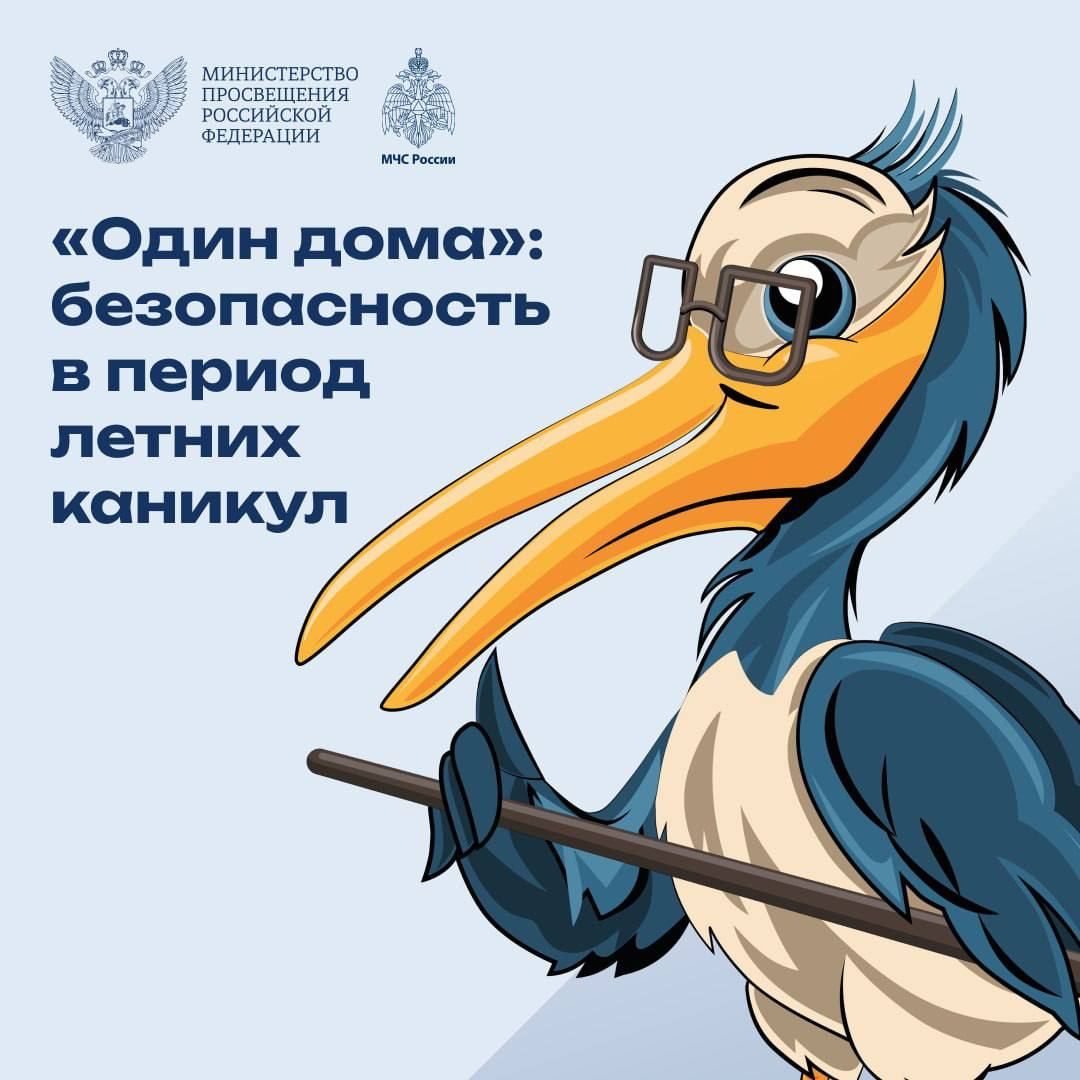 МИНИСТЕРСТВО
ПРОСВЕЩЕНИЯ
РОССИЙСКОЙ
ФЕДЕРАЦИИ
МЧС России
«Один дома»:
безопасность
в период
летних
каникул